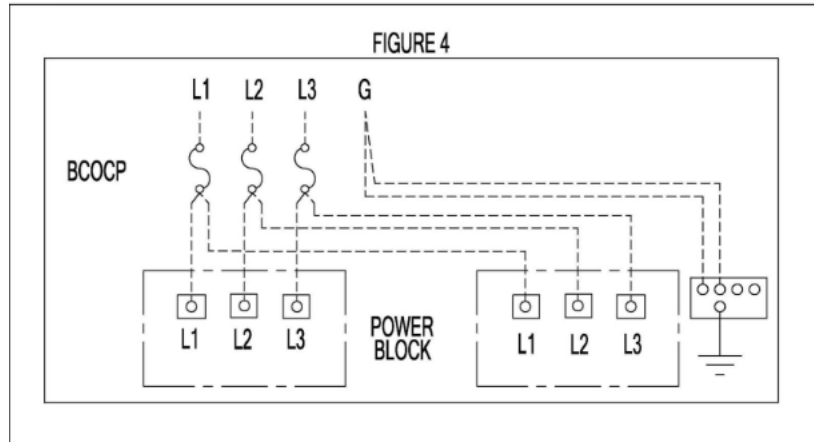 FIGURE 4
L1 L2 L3 G
BCOCP
L1 L2 L3
POWER
BLOCK
L1 L2 L3